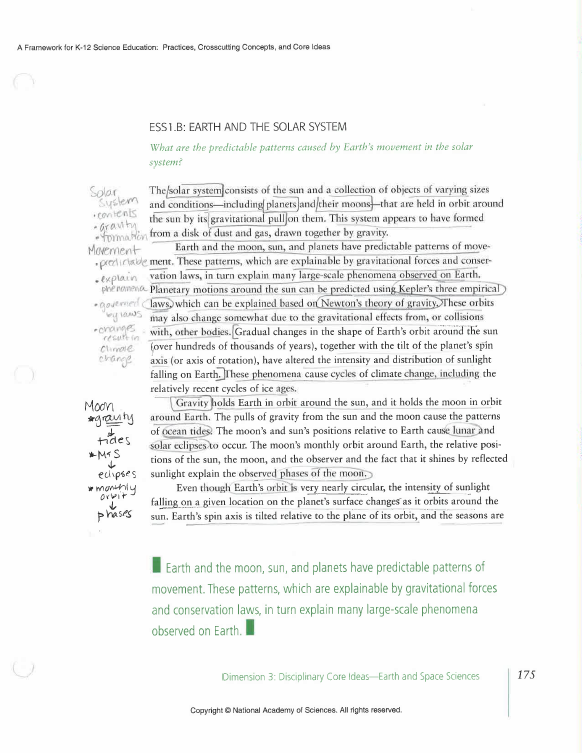 A Framework for K-12 Science Education: Practices, Crosscutting Concepts, and Core Ideas
ESS1.B: EARTH AND THE SOLAR SYSTEM
What are the predictable patterns caused by Earth's movement in the solar
system?
Solar
System
• contents
• gravity
• formation
The solar system consists of the sun and a collection of objects of varying sizes
and conditions—including planets and their moons—that are held in orbit around
the sun by its gravitational pull on them. This system appears to have formed
from a disk of dust and gas, drawn together by gravity.
Movement
• predictable
• explain
phenomena
• governed
by laws
• changes
result in
climate
change
Earth and the moon, sun, and planets have predictable patterns of move-
ment. These patterns, which are explainable by gravitational forces and conser-
vation laws, in turn explain many large-scale phenomena observed on Earth.
Planetary motions around the sun can be predicted using Kepler's three empirical
laws, which can be explained based on Newton's theory of gravity. These orbits
may also change somewhat due to the gravitational effects from, or collisions
with, other bodies. Gradual changes in the shape of Earth's orbit around the sun
(over hundreds of thousands of years), together with the tilt of the planet's spin
axis (or axis of rotation), have altered the intensity and distribution of sunlight
falling on Earth. These phenomena cause cycles of climate change, including the
relatively recent cycles of ice ages.
Moon
* gravity
↓
tides
* M & S
↓
eclipses
* monthly
orbit
↓
phases
Gravity holds Earth in orbit around the sun, and it holds the moon in orbit
around Earth. The pulls of gravity from the sun and the moon cause the patterns
of ocean tides. The moon's and sun's positions relative to Earth cause lunar and
solar eclipses to occur. The moon's monthly orbit around Earth, the relative posi-
tions of the sun, the moon, and the observer and the fact that it shines by reflected
sunlight explain the observed phases of the moon.
Even though Earth's orbit is very nearly circular, the intensity of sunlight
falling on a given location on the planet's surface changes as it orbits around the
sun. Earth's spin axis is tilted relative to the plane of its orbit, and the seasons are
Earth and the moon, sun, and planets have predictable patterns of
movement. These patterns, which are explainable by gravitational forces
and conservation laws, in turn explain many large-scale phenomena
observed on Earth.
Dimension 3: Disciplinary Core Ideas—Earth and Space Sciences 175
Copyright © National Academy of Sciences. All rights reserved.